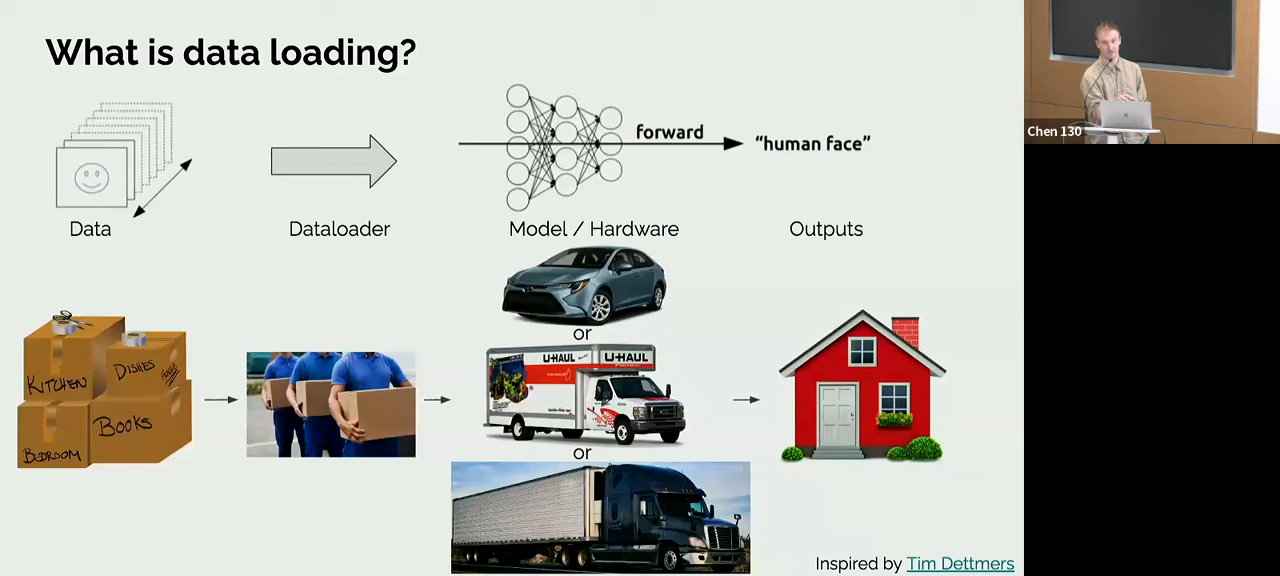 What is data loading?
forward
"human face"
Data
Dataloader
Model / Hardware
Outputs
Chen 130
or
U-HAUL
U-HAUL
or
KITCHEN
DISHES
BOOKS
BEDROOM
Inspired by Tim Dettmers